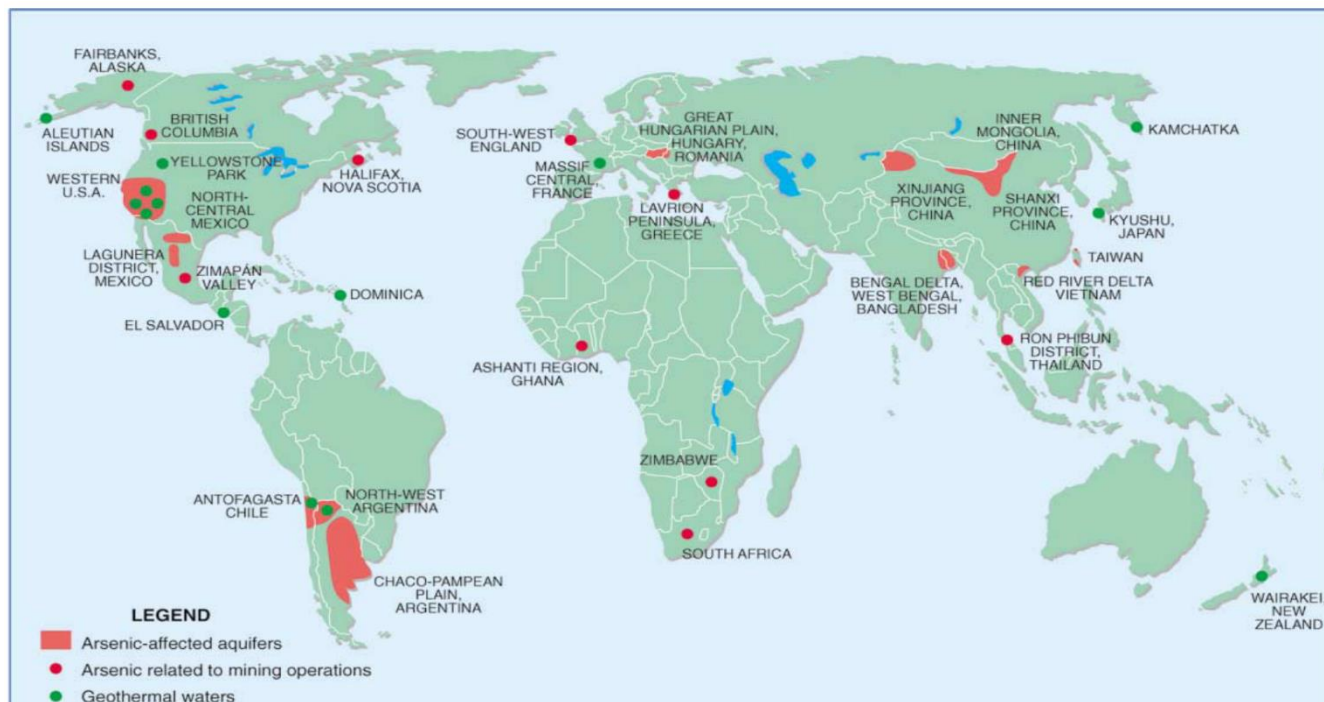 FAIRBANKS,
ALASKA
ALEUTIAN
ISLANDS
BRITISH
COLUMBIA
YELLOWSTONE
PARK
WESTERN
U.S.A.
HALIFAX,
NOVA SCOTIA
NORTH-
CENTRAL
MEXICO
LAGUNERA
DISTRICT,
MEXICO
ZIMAPÁN
VALLEY
DOMINICA
EL SALVADOR
ANTOFAGASTA
CHILE
NORTH-WEST
ARGENTINA
CHACO-PAMPEAN
PLAIN,
ARGENTINA
SOUTH-WEST
ENGLAND
GREAT
HUNGARIAN PLAIN,
HUNGARY,
ROMANIA
MASSIF
CENTRAL,
FRANCE
LAVRION
PENINSULA,
GREECE
ASHANTI REGION,
GHANA
ZIMBABWE
SOUTH AFRICA
INNER
MONGOLIA,
CHINA
KAMCHATKA
XINJIANG
PROVINCE,
CHINA
SHANXI
PROVINCE,
CHINA
KYUSHU,
JAPAN
TAIWAN
BENGAL DELTA,
WEST BENGAL,
BANGLADESH
RED RIVER DELTA
VIETNAM
RON PHIBUN
DISTRICT,
THAILAND
WAIRAKEI,
NEW
ZEALAND
LEGEND
Arsenic-affected aquifers
Arsenic related to mining operations
Geothermal waters